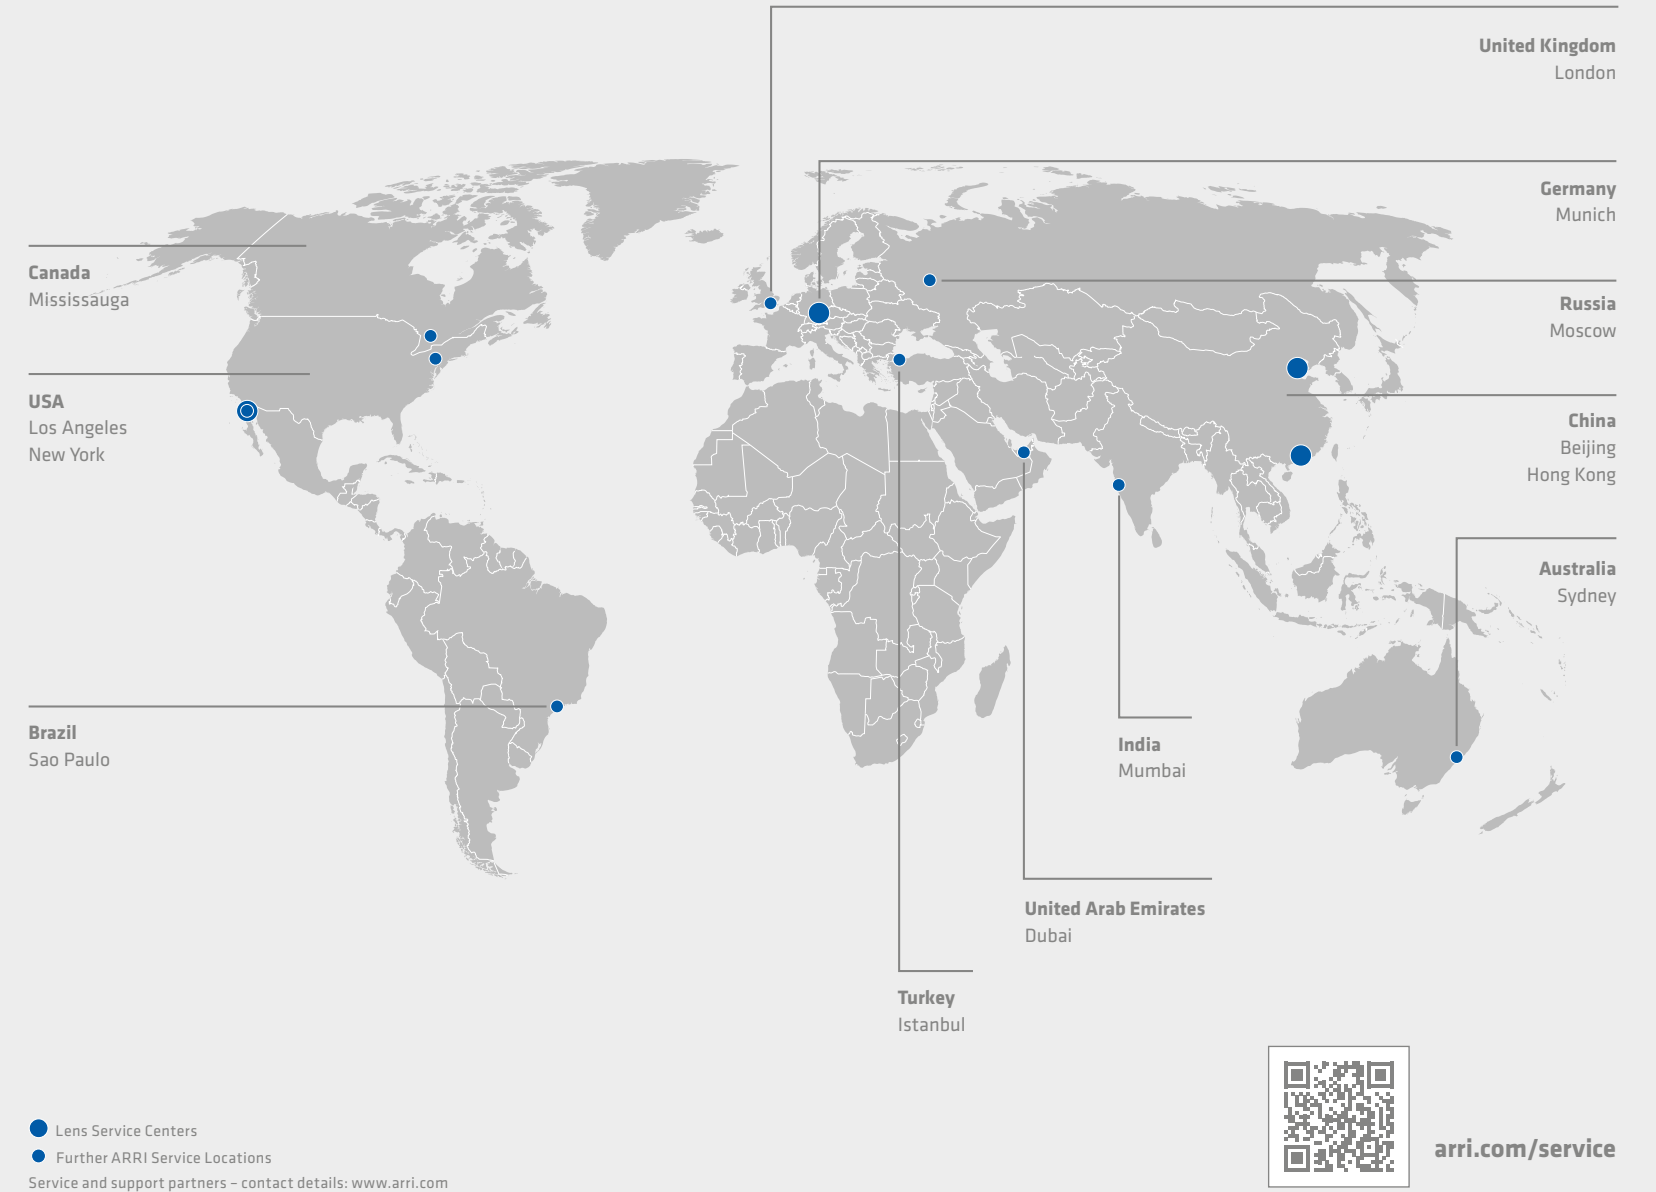 United Kingdom
London
Germany
Munich
Canada
Mississauga
Russia
Moscow
USA
Los Angeles
New York
China
Beijing
Hong Kong
Australia
Sydney
Brazil
Sao Paulo
India
Mumbai
United Arab Emirates
Dubai
Turkey
Istanbul
Lens Service Centers
Further ARRI Service Locations
Service and support partners – contact details: www.arri.com
arri.com/service